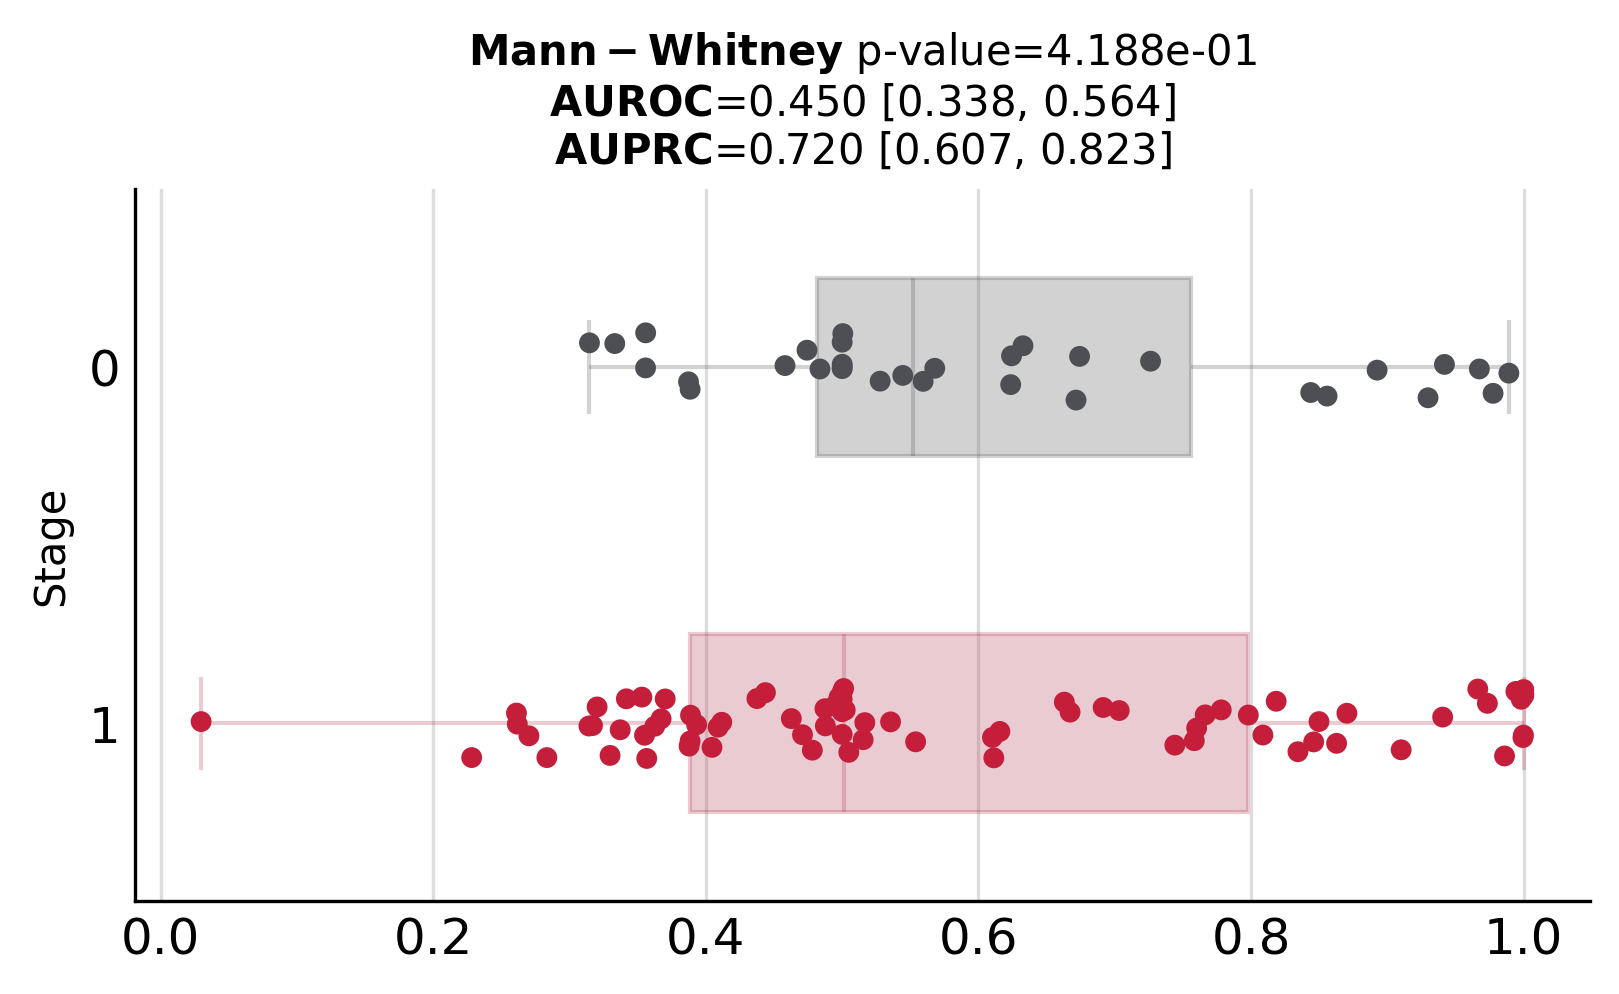 Mann−Whitney p-value=4.188e-01
AUROC=0.450 [0.338, 0.564]
AUPRC=0.720 [0.607, 0.823]
0
Stage
1
0.0 0.2 0.4 0.6 0.8 1.0